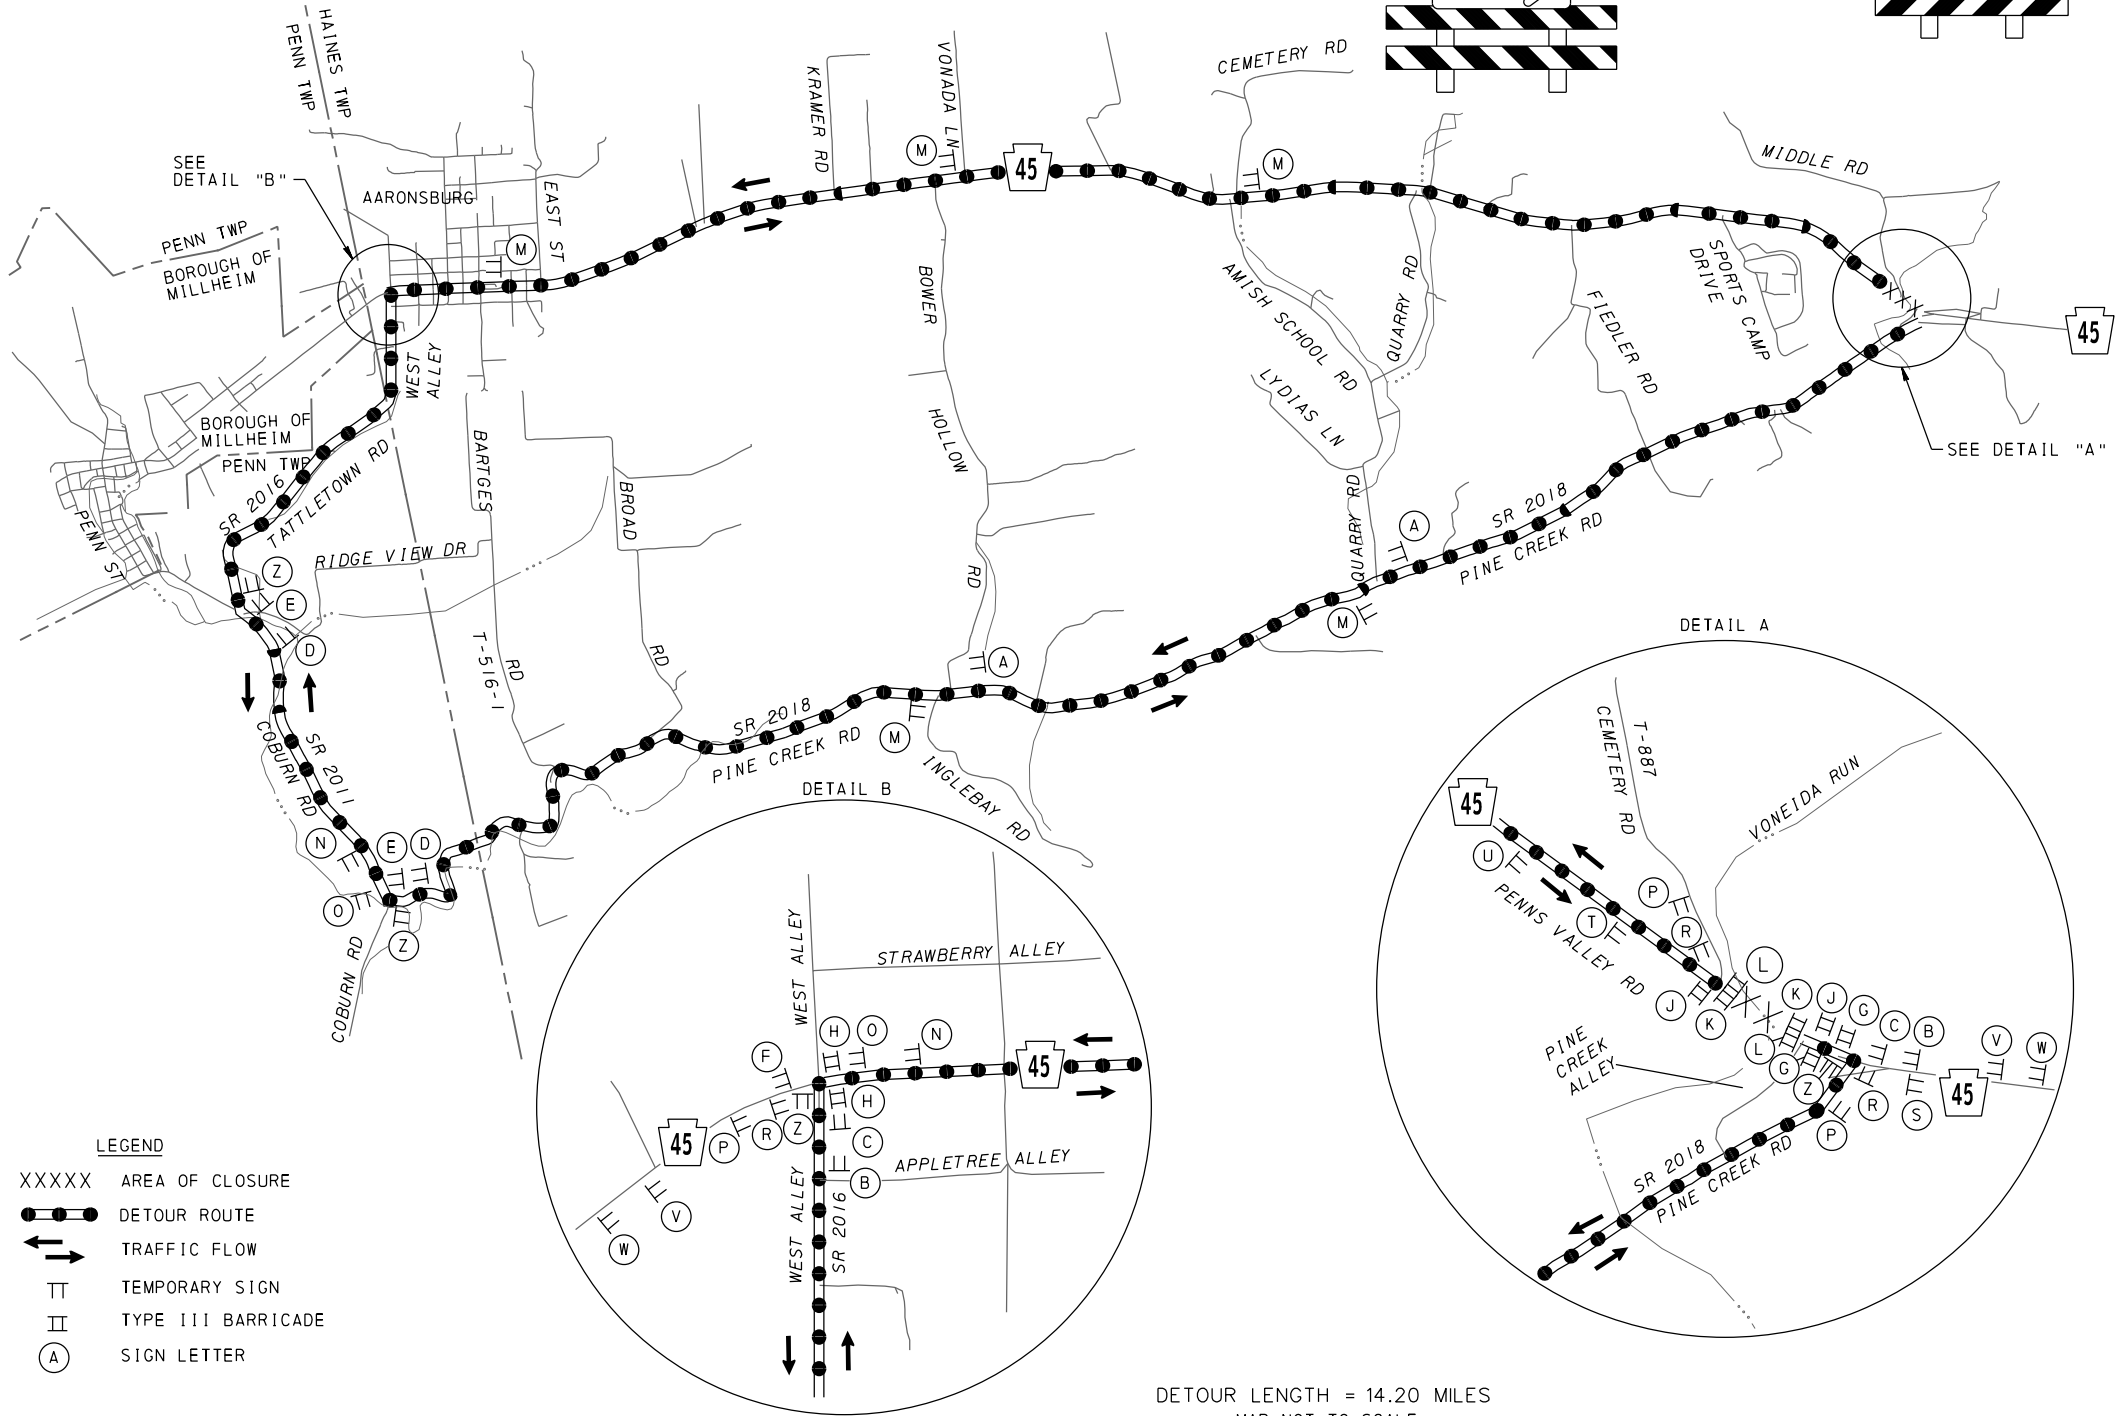 HAINES TWP
PENN TWP
SEE
DETAIL "B"
AARONSBURG
EAST ST
PENN TWP
BOROUGH OF
MILLHEIM
KRAMER RD
VONADA LN
M
45
CEMETERY RD
M
MIDDLE RD
M
WEST
ALLEY
BOWER
HOLLOW
RD
AMISH SCHOOL RD
QUARRY RD
LYDIAS LN
QUARRY RD
FIEDLER RD
SPORTS CAMP
DRIVE
XXX
45
SEE DETAIL "A"
BOROUGH OF
MILLHEIM
PENN TWP
SR 2016
TATTLETOWN RD
PENN ST
RIDGE VIEW DR
BARTGES
RD
T-516-1
BROAD
RD
Z
E
D
A
M
SR 2018
PINE CREEK RD
A
M
SR 2018
PINE CREEK RD
INGLEBAY RD
SR 2011
COBURN RD
N
E
D
O
Z
COBURN RD
DETAIL B
WEST ALLEY
STRAWBERRY ALLEY
F
H
O
N
45
45
P
R
Z
H
C
B
APPLETREE ALLEY
V
W
WEST ALLEY
SR 2016
DETAIL A
45
CEMETERY RD
T-887
VONEIDA RUN
U
T
P
R
PENNS VALLEY RD
J
K
L
K
J
G
C
B
V
W
L
G
Z
R
S
P
45
PINE
CREEK
ALLEY
SR 2018
PINE CREEK RD
LEGEND
XXXXX AREA OF CLOSURE
DETOUR ROUTE
TRAFFIC FLOW
TEMPORARY SIGN
TYPE III BARRICADE
A SIGN LETTER
DETOUR LENGTH = 14.20 MILES
MAP NOT TO SCALE